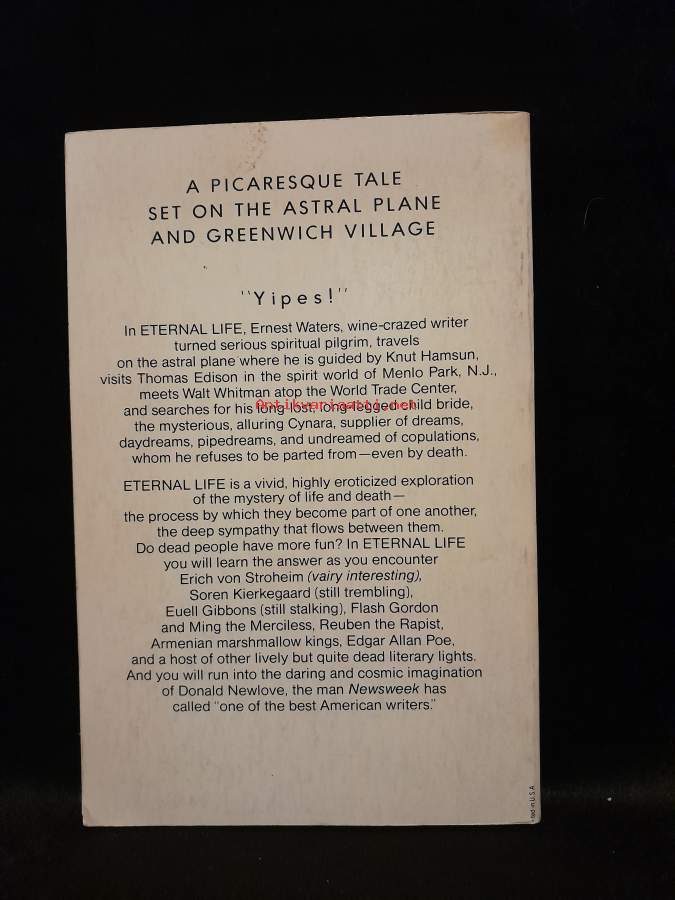 A PICARESQUE TALE
SET ON THE ASTRAL PLANE
AND GREENWICH VILLAGE
"Yipes!"
In ETERNAL LIFE, Ernest Waters, wine-crazed writer
turned serious spiritual pilgrim, travels
on the astral plane where he is guided by Knut Hamsun,
visits Thomas Edison in the spirit world of Menlo Park, N.J.,
meets Walt Whitman atop the World Trade Center,
and searches for his long-lost, long-legged child bride,
the mysterious, alluring Cynara, supplier of dreams,
daydreams, pipedreams, and undreamed of copulations,
whom he refuses to be parted from—even by death.
ETERNAL LIFE is a vivid, highly eroticized exploration
of the mystery of life and death—
the process by which they become part of one another,
the deep sympathy that flows between them.
Do dead people have more fun? In ETERNAL LIFE
you will learn the answer as you encounter
Erich von Stroheim (vairy interesting),
Soren Kierkegaard (still trembling),
Euell Gibbons (still stalking), Flash Gordon
and Ming the Merciless, Reuben the Rapist,
Armenian marshmallow kings, Edgar Allan Poe,
and a host of other lively but quite dead literary lights.
And you will run into the daring and cosmic imagination
of Donald Newlove, the man Newsweek has
called "one of the best American writers."
in U.S.A.